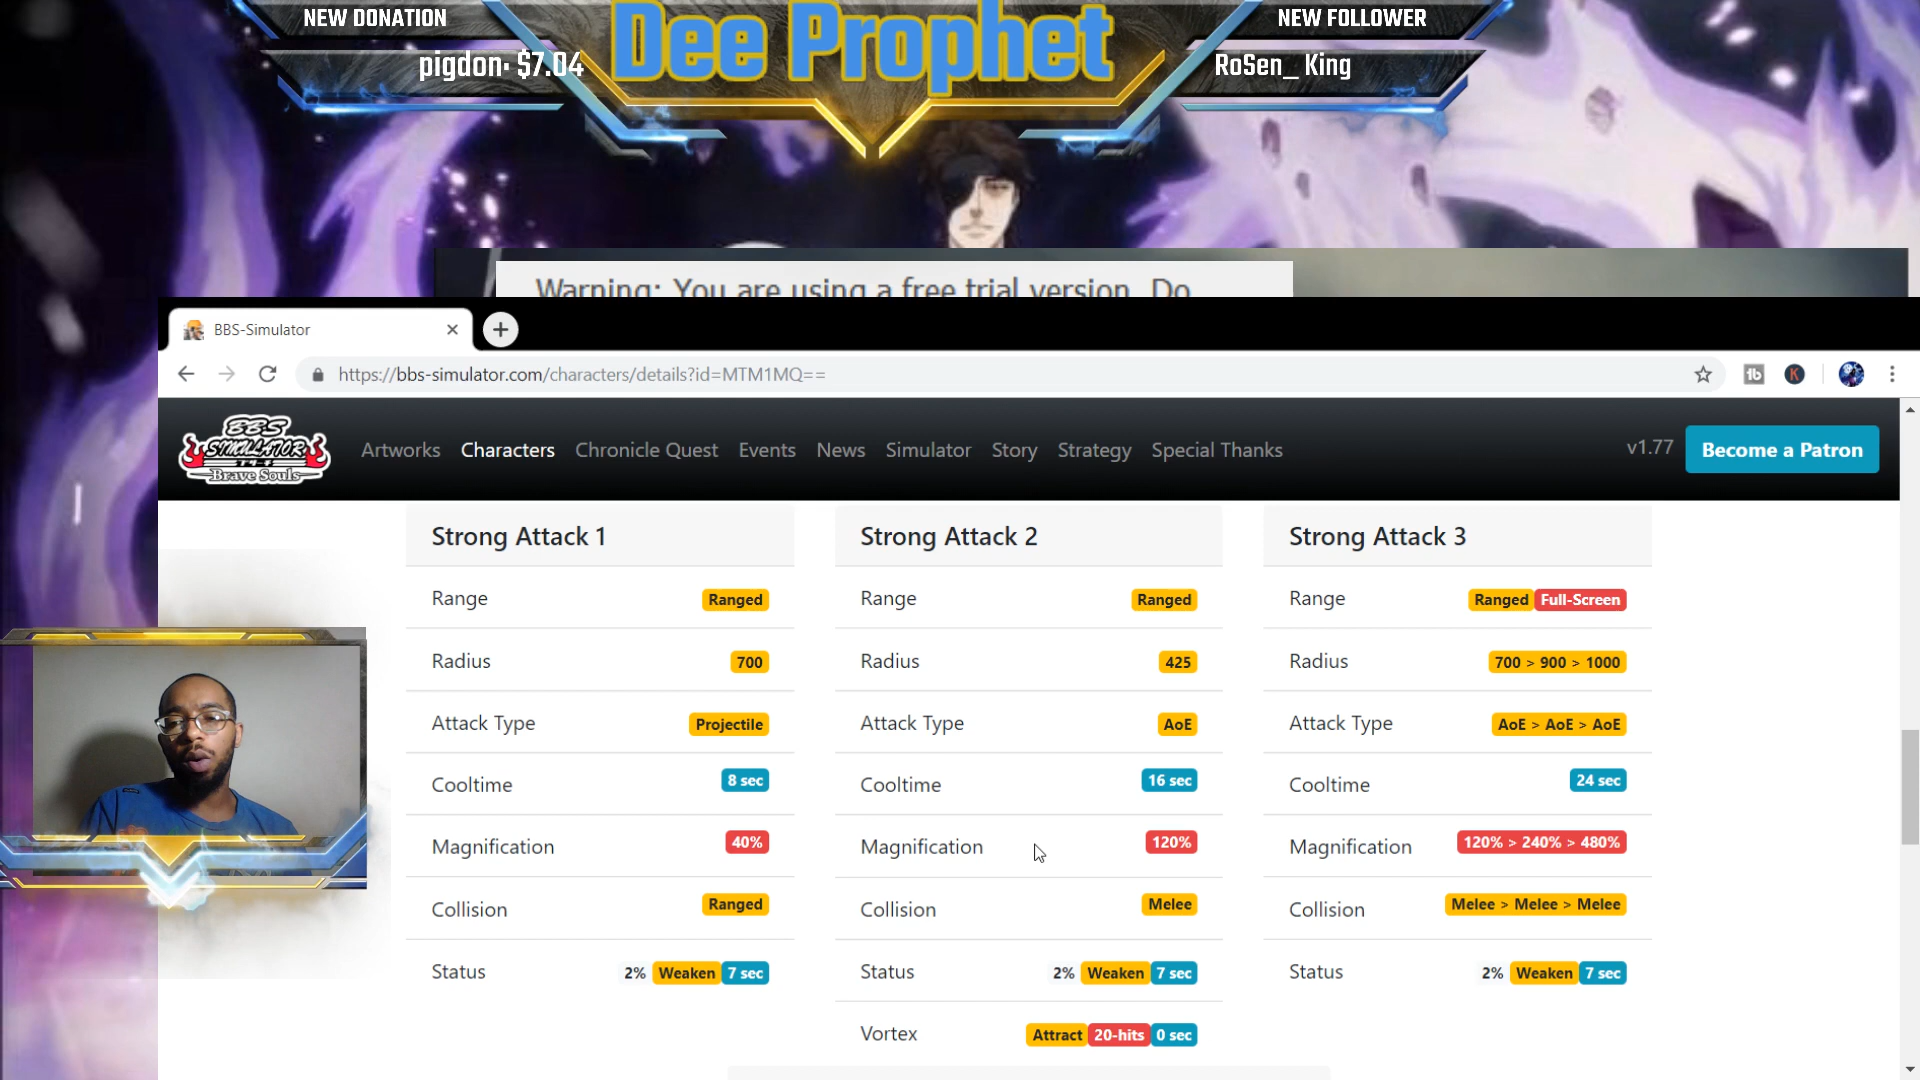 NEW DONATION
Dee Prophet
NEW FOLLOWER
pigdon· $7.04
RoSen_ King
Warning: You are using a free trial version. Do
BBS-Simulator
https://bbs-simulator.com/characters/details?id=MTM1MQ==
BBS
SIMULATOR
Brave Souls
Artworks
Characters
Chronicle Quest
Events
News
Simulator
Story
Strategy
Special Thanks
v1.77
Become a Patron
Strong Attack 1
Range Ranged
Radius 700
Attack Type Projectile
Cooltime 8 sec
Magnification 40%
Collision Ranged
Status 2% Weaken 7 sec
Strong Attack 2
Range Ranged
Radius 425
Attack Type AoE
Cooltime 16 sec
Magnification 120%
Collision Melee
Status 2% Weaken 7 sec
Vortex Attract 20-hits 0 sec
Strong Attack 3
Range Ranged Full-Screen
Radius 700 > 900 > 1000
Attack Type AoE > AoE > AoE
Cooltime 24 sec
Magnification 120% > 240% > 480%
Collision Melee > Melee > Melee
Status 2% Weaken 7 sec